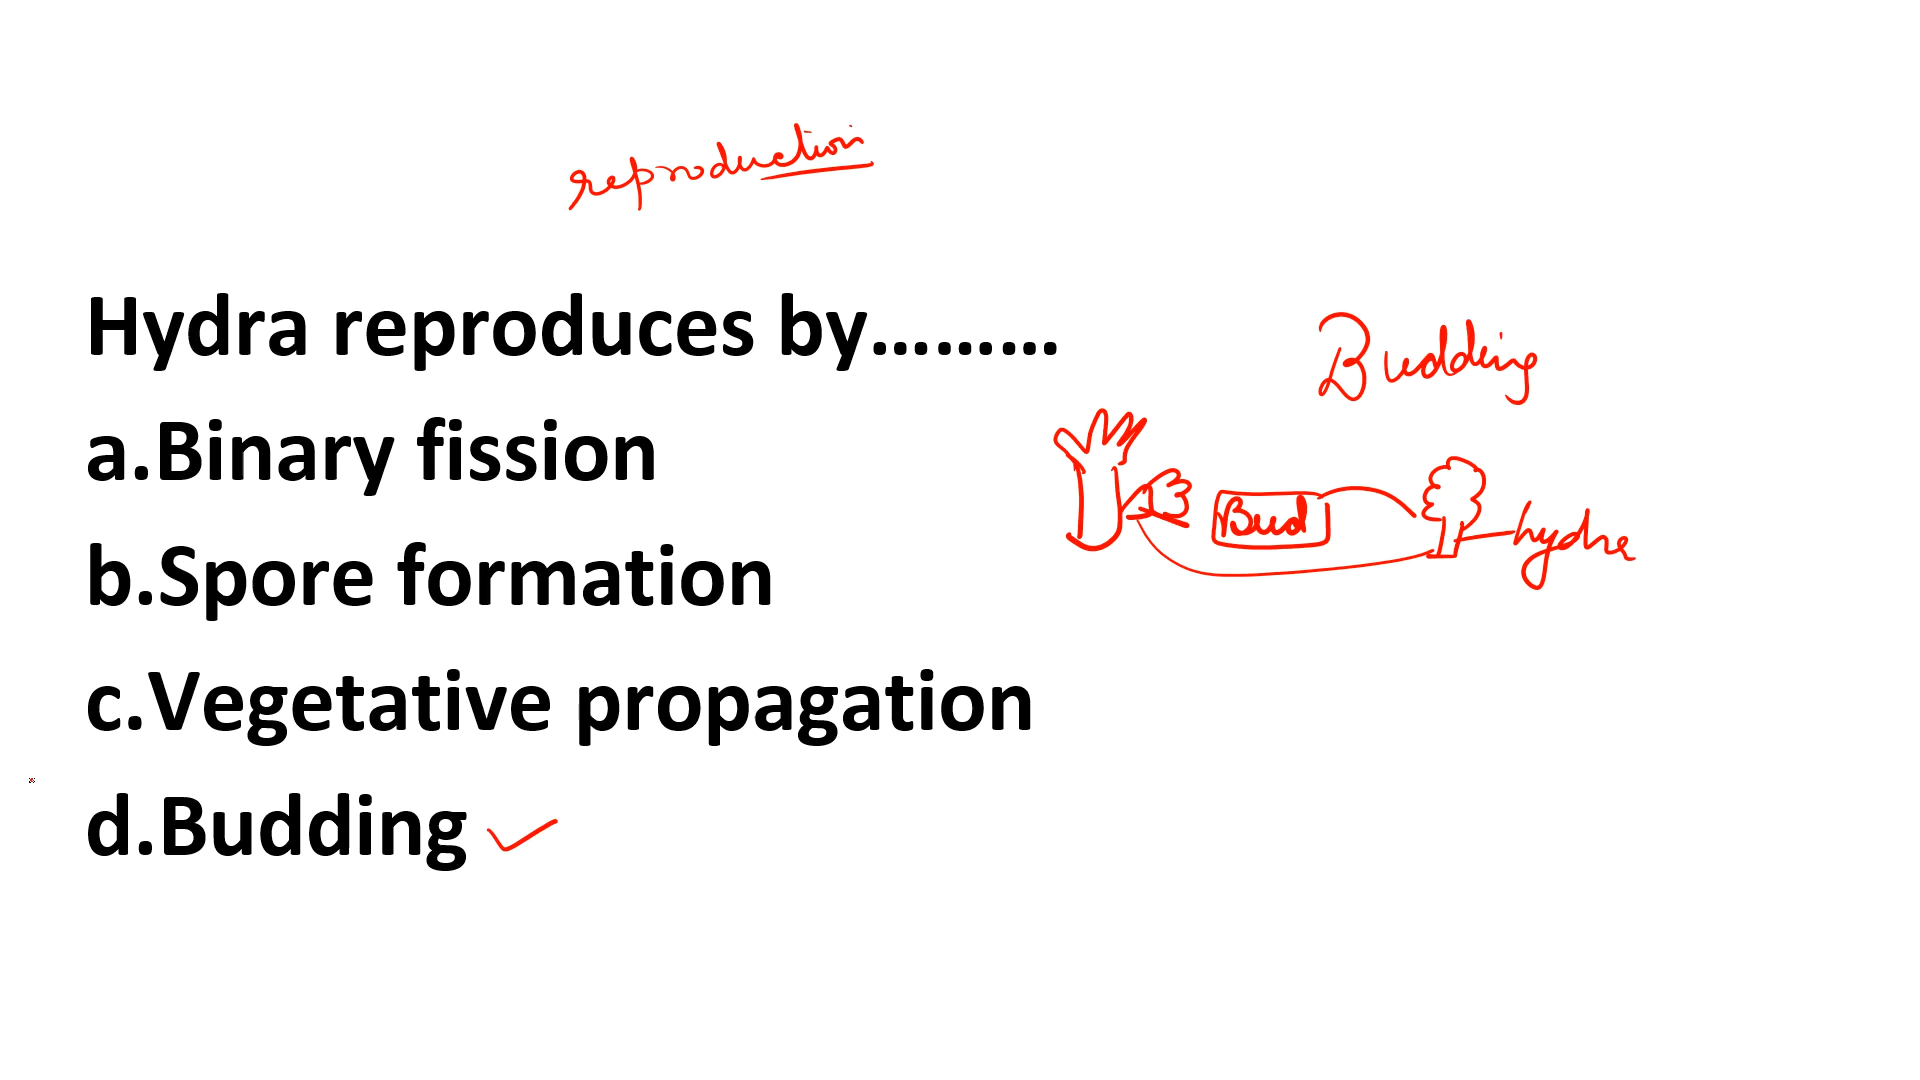 reproduction
Hydra reproduces by.........
Budding
a.Binary fission
Bud
hydra
b.Spore formation
c.Vegetative propagation
d.Budding